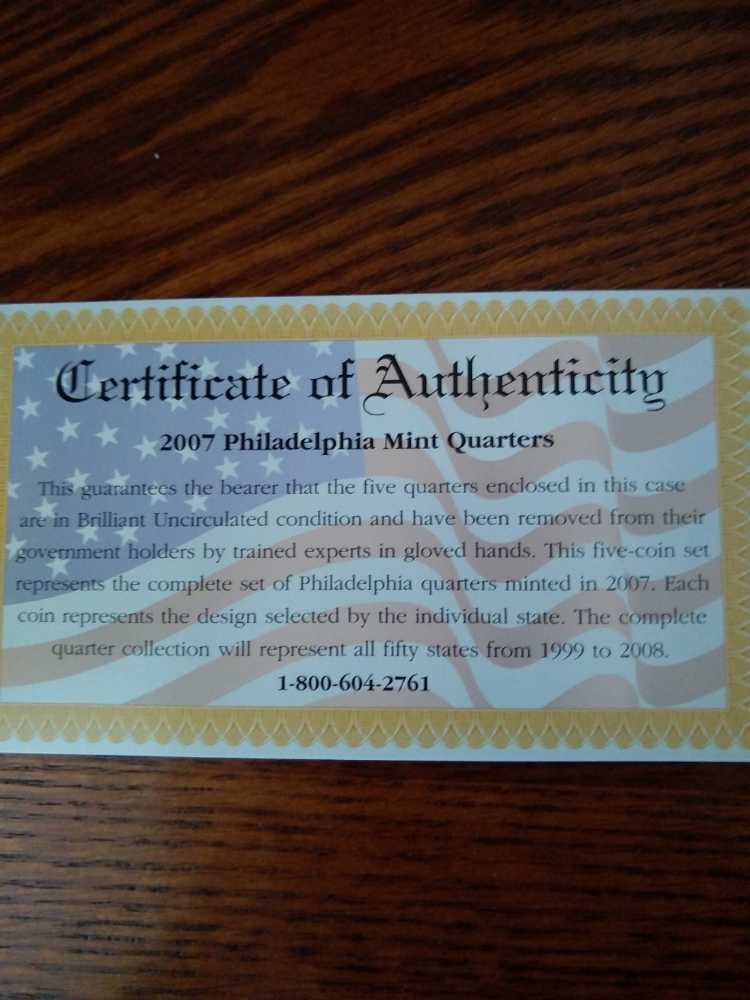 Certificate of Authenticity
2007 Philadelphia Mint Quarters
This guarantees the bearer that the five quarters enclosed in this case
are in Brilliant Uncirculated condition and have been removed from their
government holders by trained experts in gloved hands. This five-coin set
represents the complete set of Philadelphia quarters minted in 2007. Each
coin represents the design selected by the individual state. The complete
quarter collection will represent all fifty states from 1999 to 2008.
1-800-604-2761